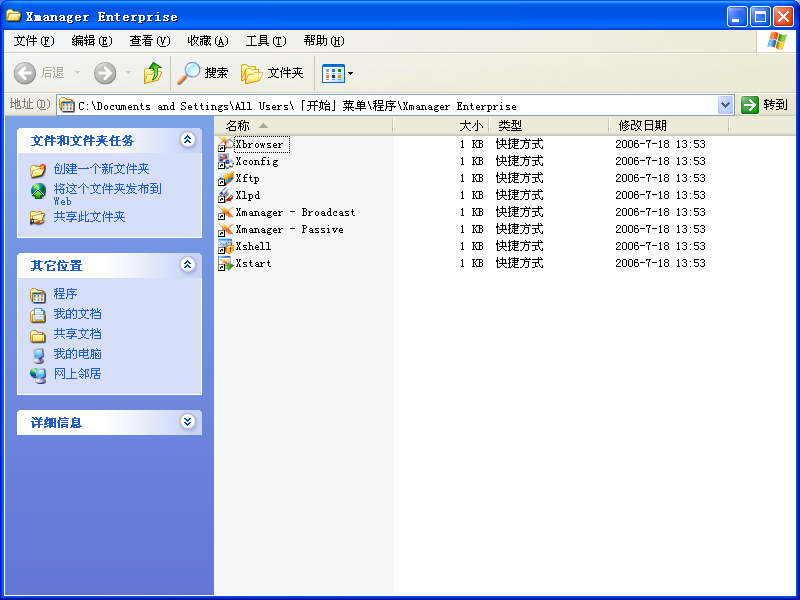 Xmanager Enterprise
文件(F) 编辑(E) 查看(V) 收藏(A) 工具(T) 帮助(H)
后退 搜索 文件夹
地址(D) C:\Documents and Settings\All Users\「开始」菜单\程序\Xmanager Enterprise 转到
文件和文件夹任务
创建一个新文件夹
将这个文件夹发布到
Web
共享此文件夹
其它位置
程序
我的文档
共享文档
我的电脑
网上邻居
详细信息
名称 大小 类型 修改日期
Xbrowser 1 KB 快捷方式 2006-7-18 13:53
Xconfig 1 KB 快捷方式 2006-7-18 13:53
Xftp 1 KB 快捷方式 2006-7-18 13:53
Xlpd 1 KB 快捷方式 2006-7-18 13:53
Xmanager - Broadcast 1 KB 快捷方式 2006-7-18 13:53
Xmanager - Passive 1 KB 快捷方式 2006-7-18 13:53
Xshell 1 KB 快捷方式 2006-7-18 13:53
Xstart 1 KB 快捷方式 2006-7-18 13:53